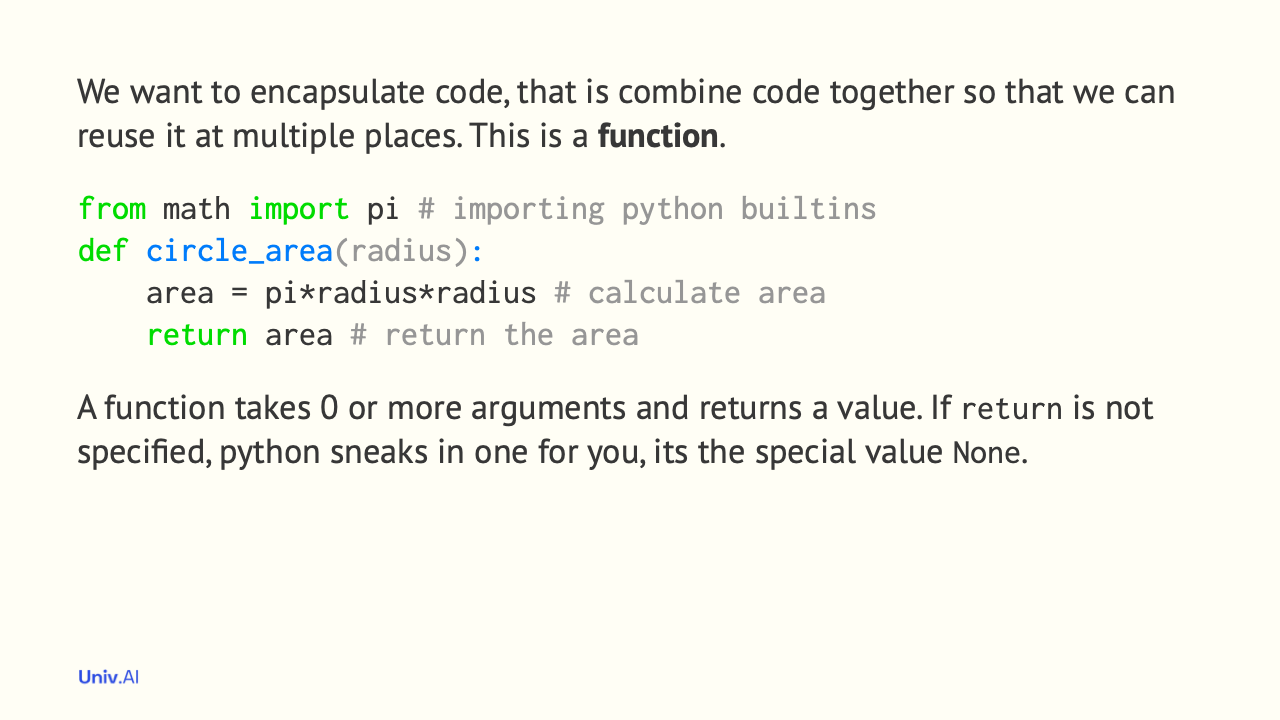 We want to encapsulate code, that is combine code together so that we can
reuse it at multiple places. This is a function.
from math import pi # importing python builtins
def circle_area(radius):
    area = pi*radius*radius # calculate area
    return area # return the area
A function takes 0 or more arguments and returns a value. If return is not
specified, python sneaks in one for you, its the special value None.
Univ.AI